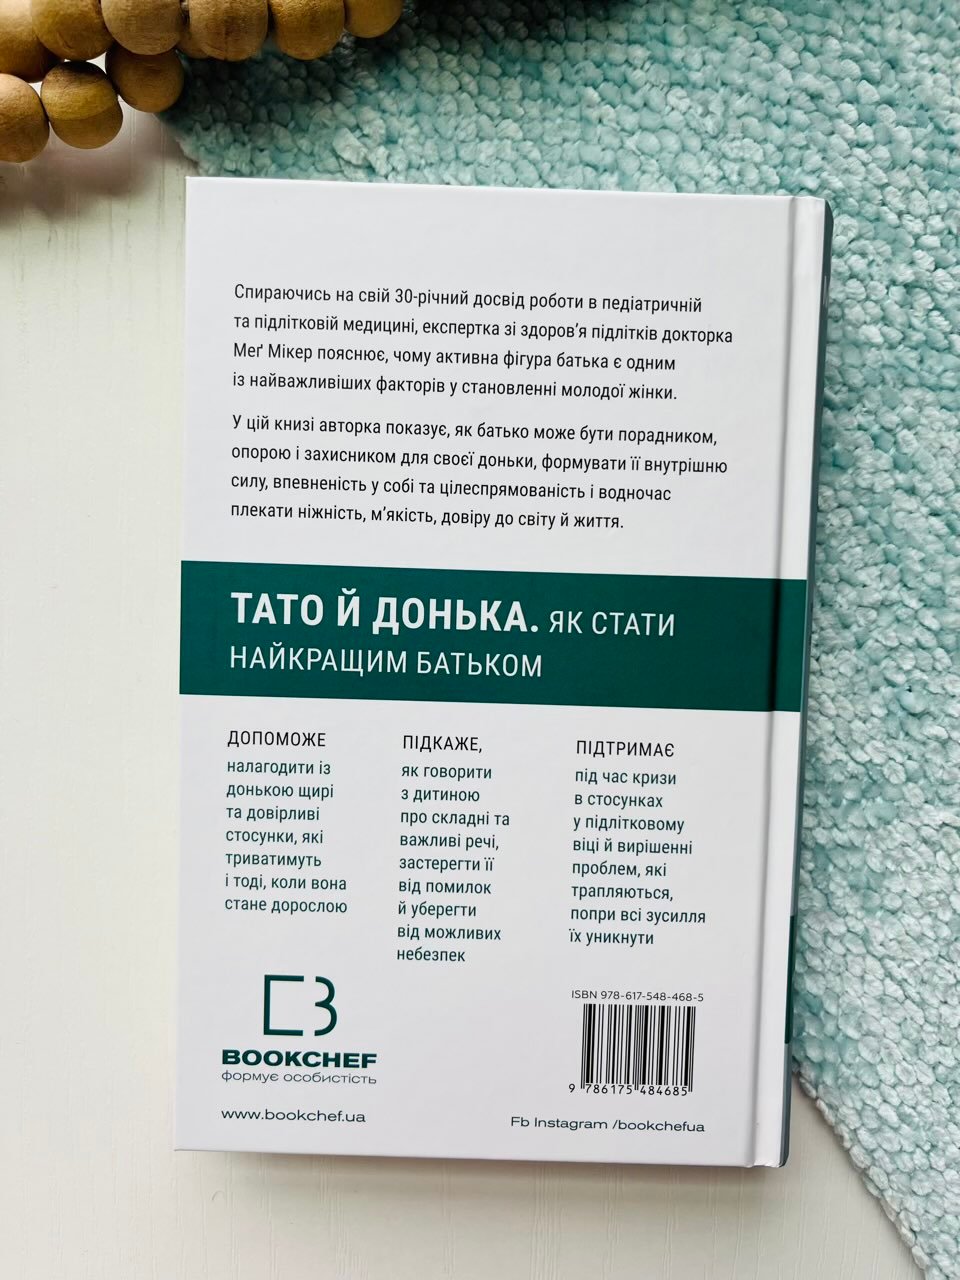 Спираючись на свій 30-річний досвід роботи в педіатричній
та підлітковій медицині, експертка зі здоров’я підлітків докторка
Меґ Мікер пояснює, чому активна фігура батька є одним
із найважливіших факторів у становленні молодої жінки.
У цій книзі авторка показує, як батько може бути порадником,
опорою і захисником для своєї доньки, формувати її внутрішню
силу, впевненість у собі та цілеспрямованість і водночас
плекати ніжність, м’якість, довіру до світу й життя.
ТАТО Й ДОНЬКА. ЯК СТАТИ
НАЙКРАЩИМ БАТЬКОМ
ДОПОМОЖЕ
налагодити із
донькою щирі
та довірливі
стосунки, які
триватимуть
і тоді, коли вона
стане дорослою
ПІДКАЖЕ,
як говорити
з дитиною
про складні та
важливі речі,
застерегти її
від помилок
й уберегти
від можливих
небезпек
ПІДТРИМАЄ
під час кризи
в стосунках
у підлітковому
віці й вирішенні
проблем, які
трапляються,
попри всі зусилля
їх уникнути
BOOKCHEF
формує особистість
www.bookchef.ua
ISBN 978-617-548-468-5
9 786175 484685
Fb Instagram /bookchefua